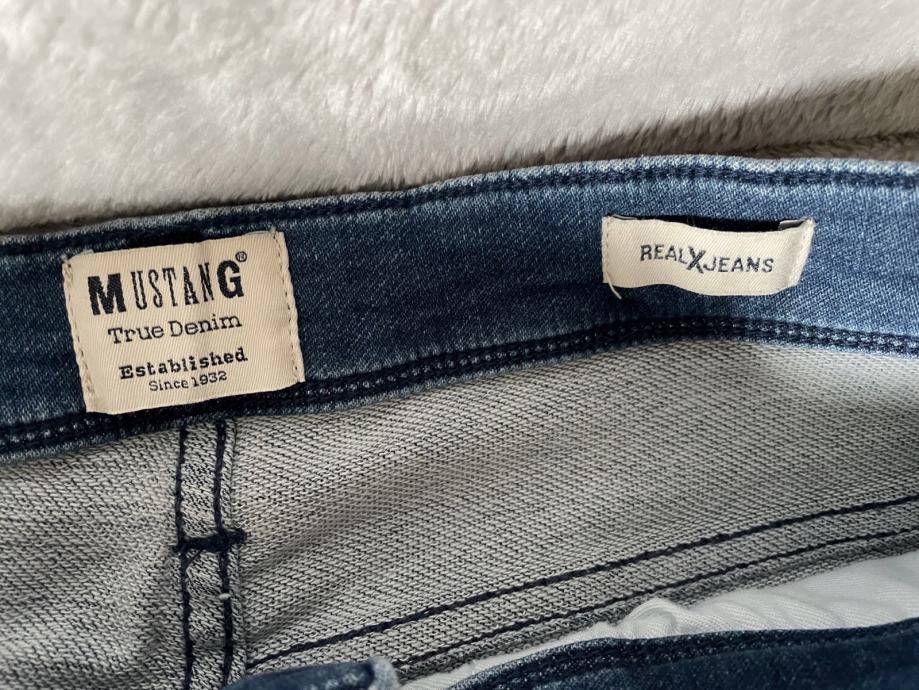 MUSTANG®
True Denim
Established
Since 1932
REALXJEANS